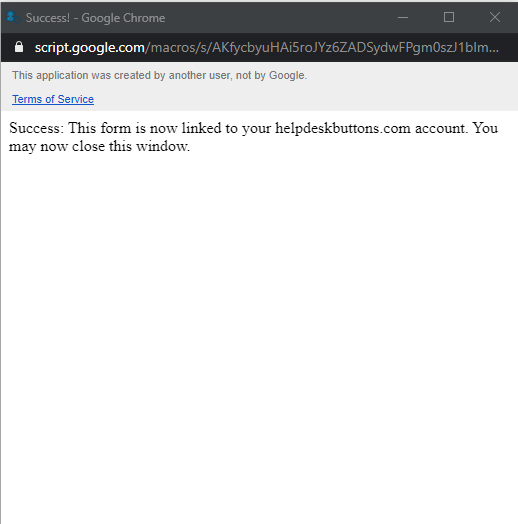 Success! - Google Chrome
script.google.com/macros/s/AKfycbyuHAi5roJYz6ZADSydwFPgm0szJ1blm...
This application was created by another user, not by Google.
Terms of Service
Success: This form is now linked to your helpdeskbuttons.com account. You
may now close this window.